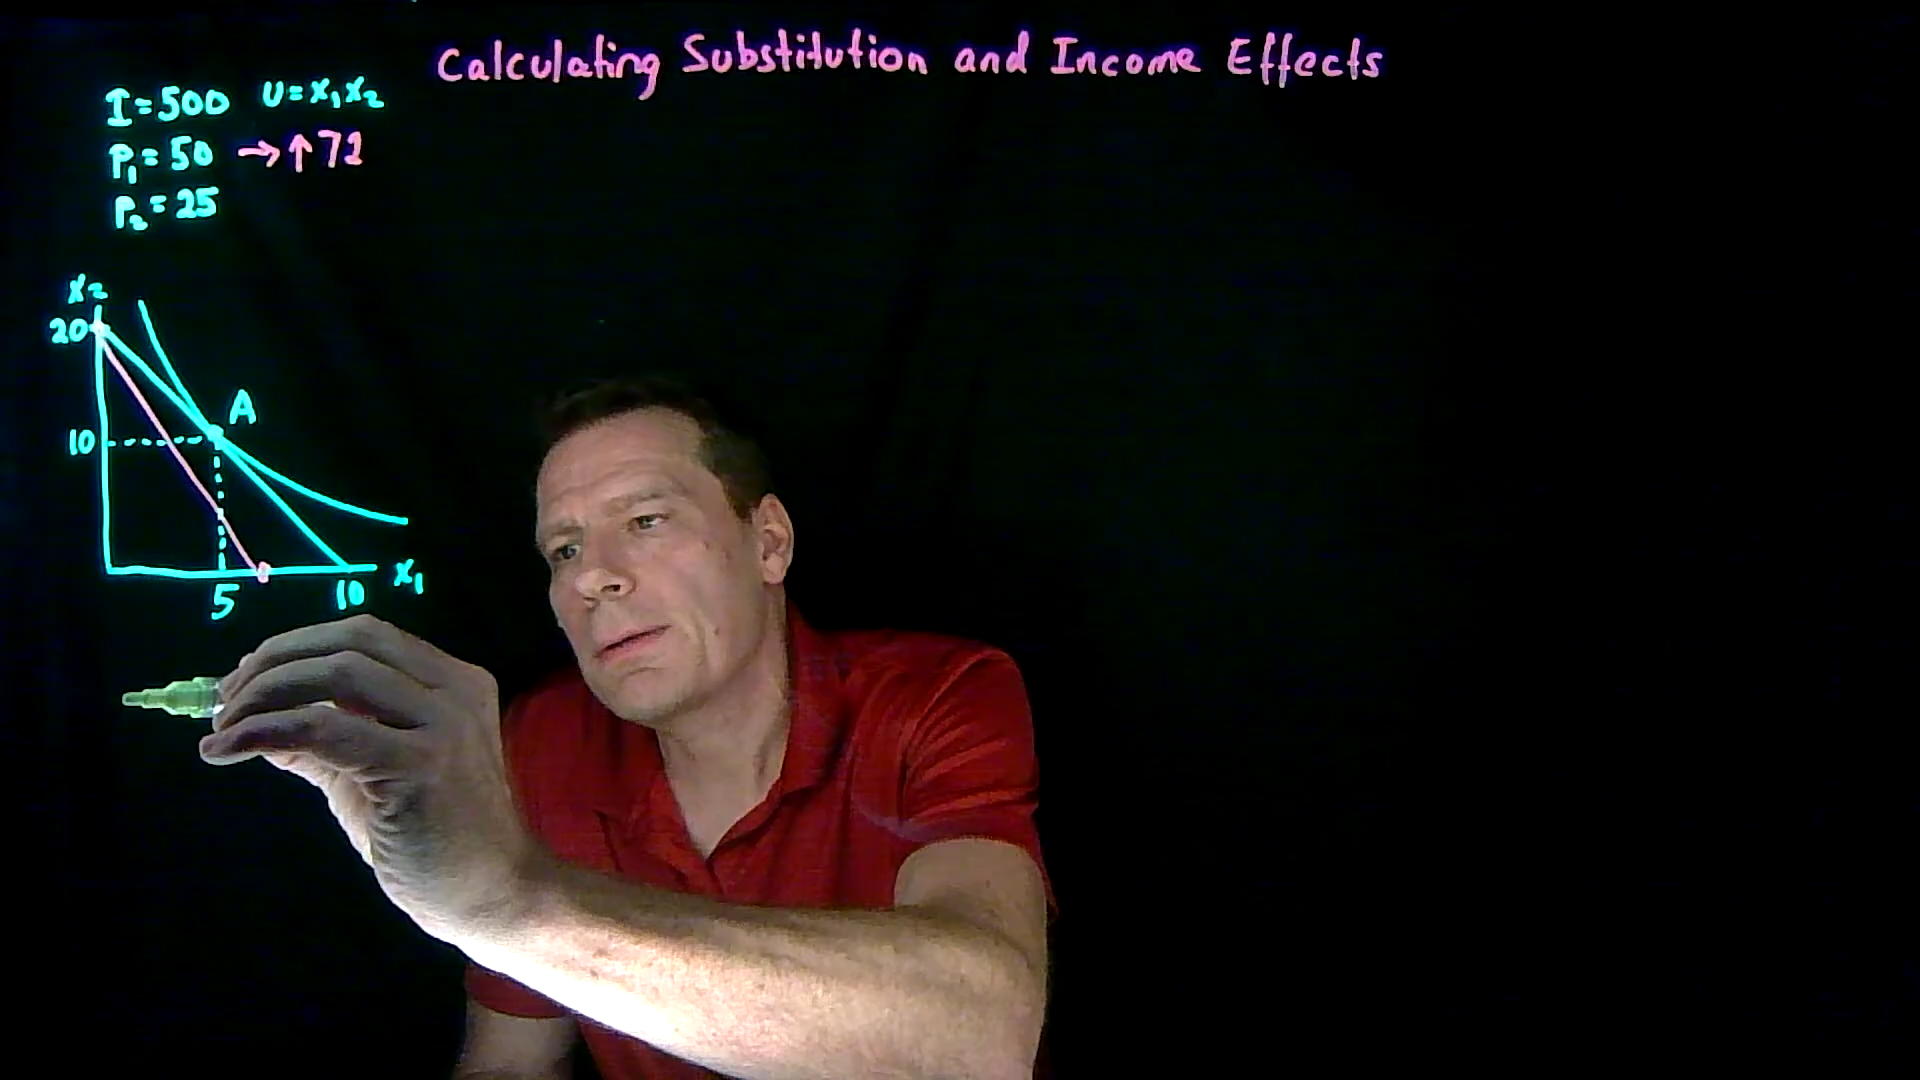 Calculating Substitution and Income Effects
I=500 U=x₁x₂
P₁=50 →↑72
P₂=25
x₂
20
A
10
5
10
x₁